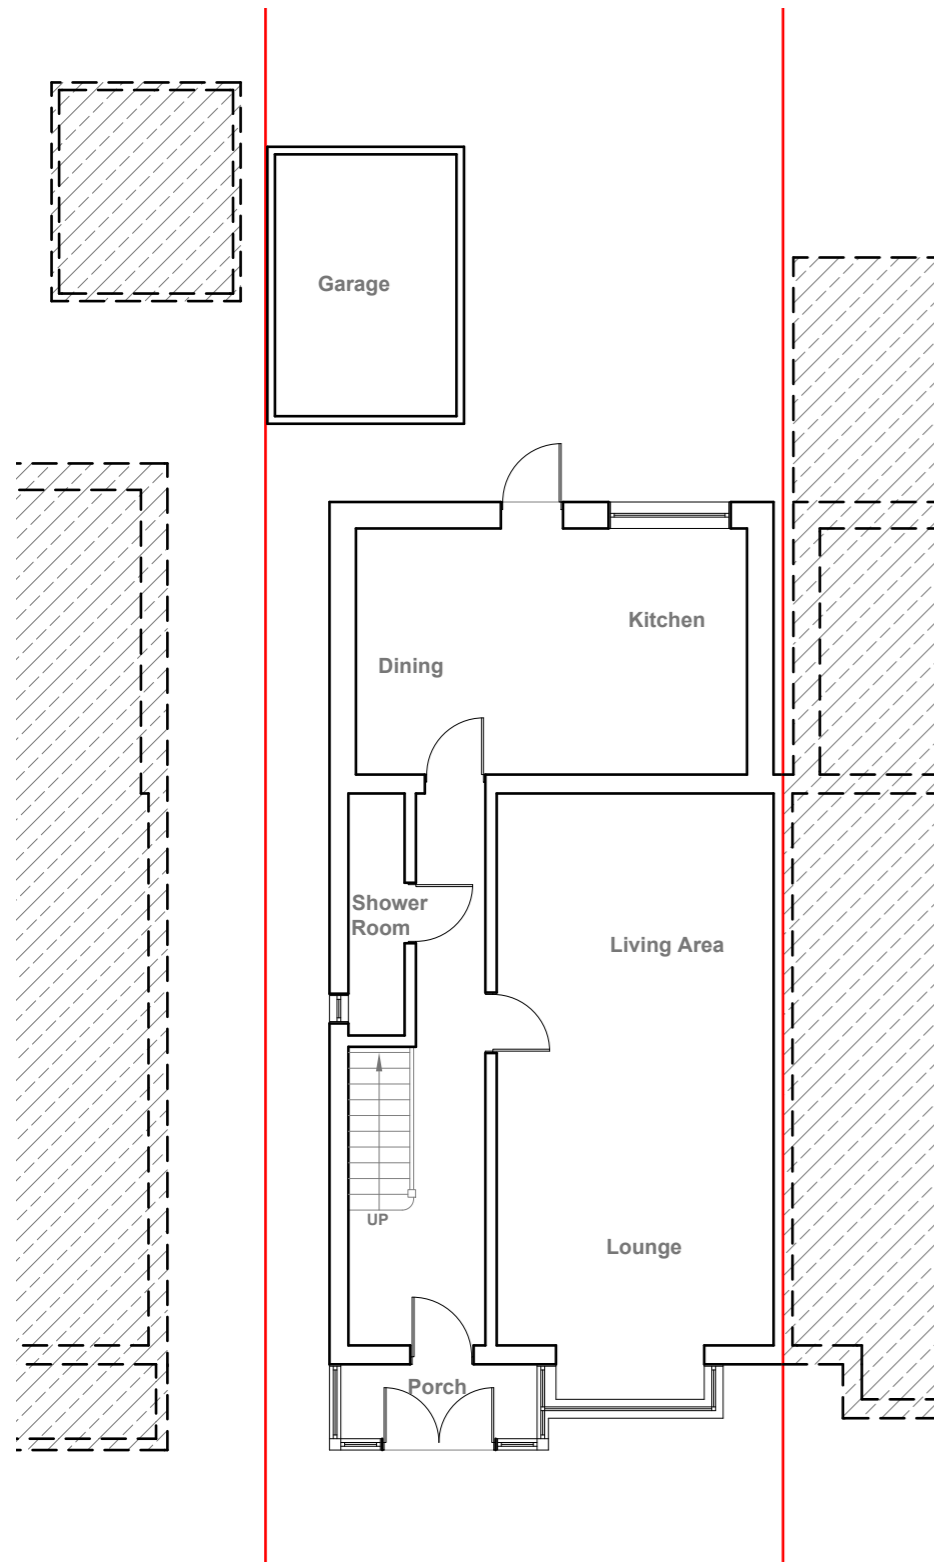 Garage
Kitchen
Dining
Shower
Room
Living Area
UP
Lounge
Porch